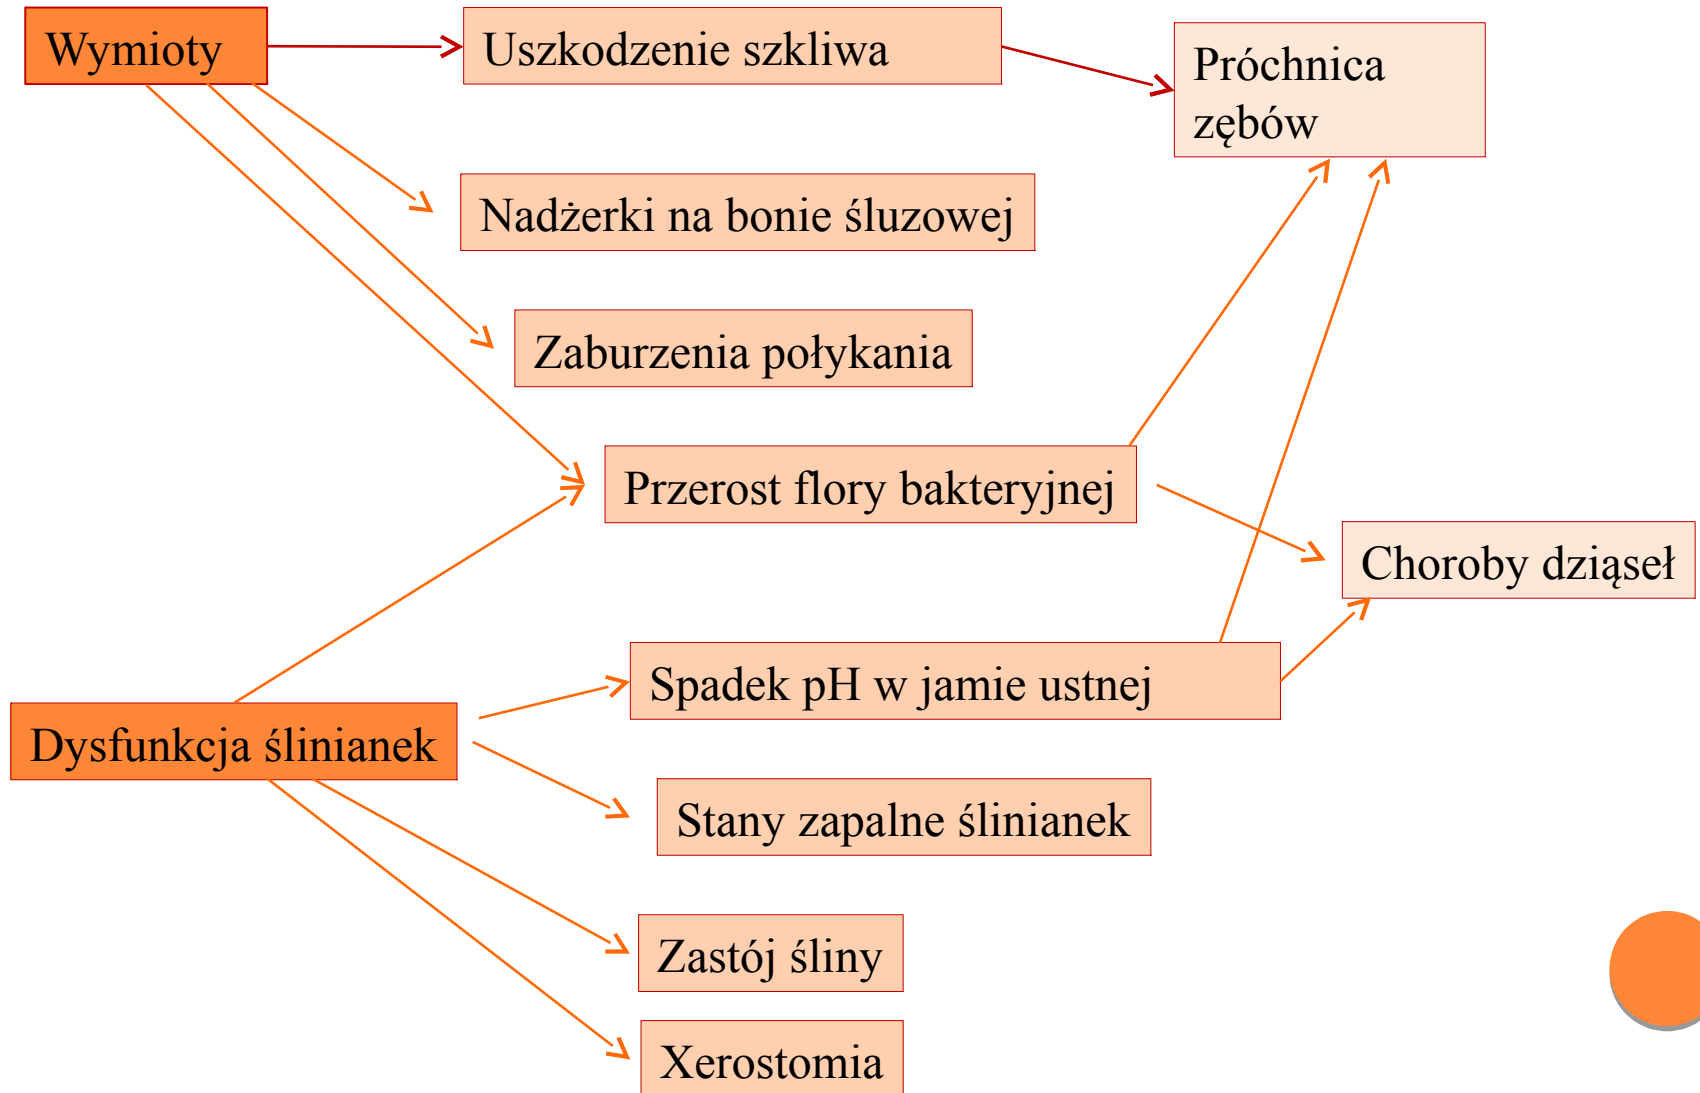 Wymioty
Uszkodzenie szkliwa
Próchnica
zębów
Nadżerki na bonie śluzowej
Zaburzenia połykania
Przerost flory bakteryjnej
Choroby dziąseł
Spadek pH w jamie ustnej
Dysfunkcja ślinianek
Stany zapalne ślinianek
Zastój śliny
Xerostomia